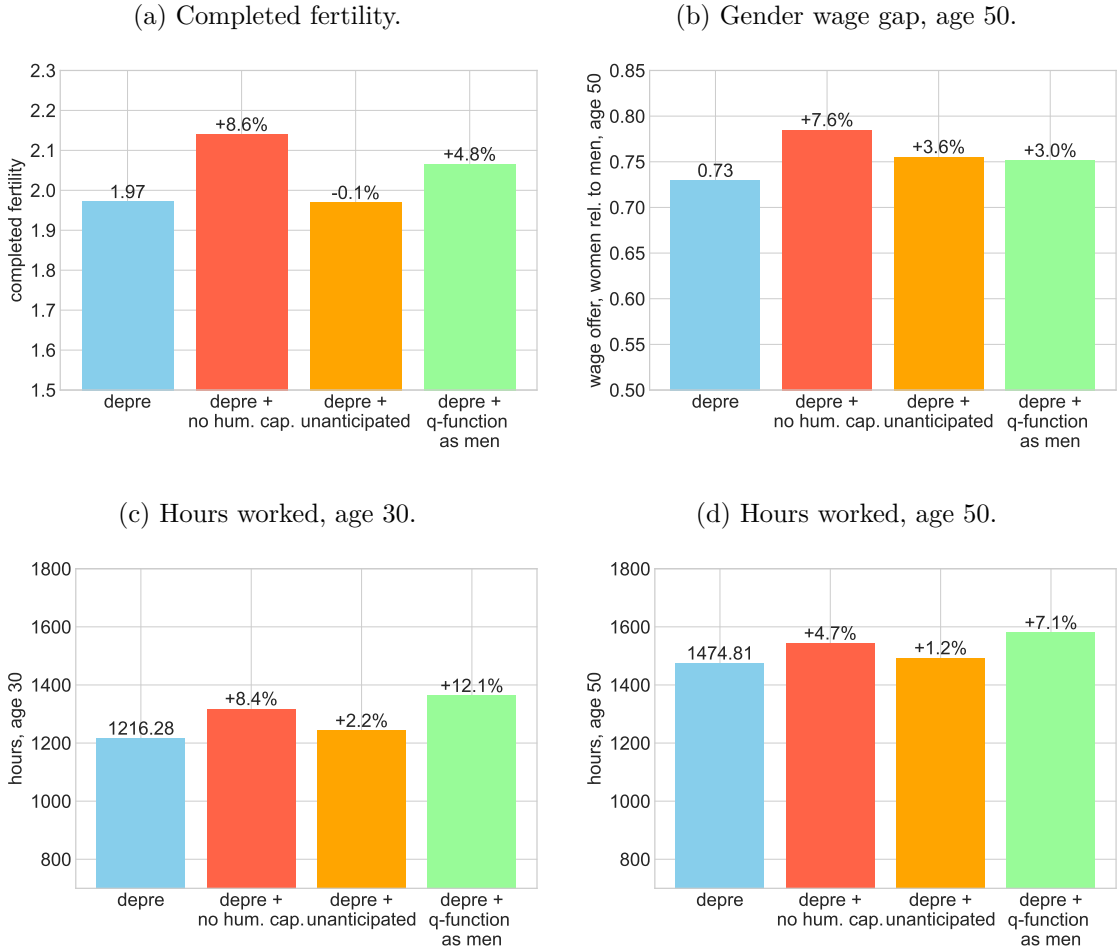 (a) Completed fertility.
completed fertility
2.3
2.2
2.1
2.0
1.9
1.8
1.7
1.6
1.5
1.97
+8.6%
-0.1%
+4.8%
depre
depre +
no hum. cap.
depre +
unanticipated
depre +
q-function
as men
(b) Gender wage gap, age 50.
wage offer, women rel. to men, age 50
0.85
0.80
0.75
0.70
0.65
0.60
0.55
0.50
0.73
+7.6%
+3.6%
+3.0%
depre
depre +
no hum. cap.
depre +
unanticipated
depre +
q-function
as men
(c) Hours worked, age 30.
hours, age 30
1800
1600
1400
1200
1000
800
1216.28
+8.4%
+2.2%
+12.1%
depre
depre +
no hum. cap.
depre +
unanticipated
depre +
q-function
as men
(d) Hours worked, age 50.
hours, age 50
1800
1600
1400
1200
1000
800
1474.81
+4.7%
+1.2%
+7.1%
depre
depre +
no hum. cap.
depre +
unanticipated
depre +
q-function
as men